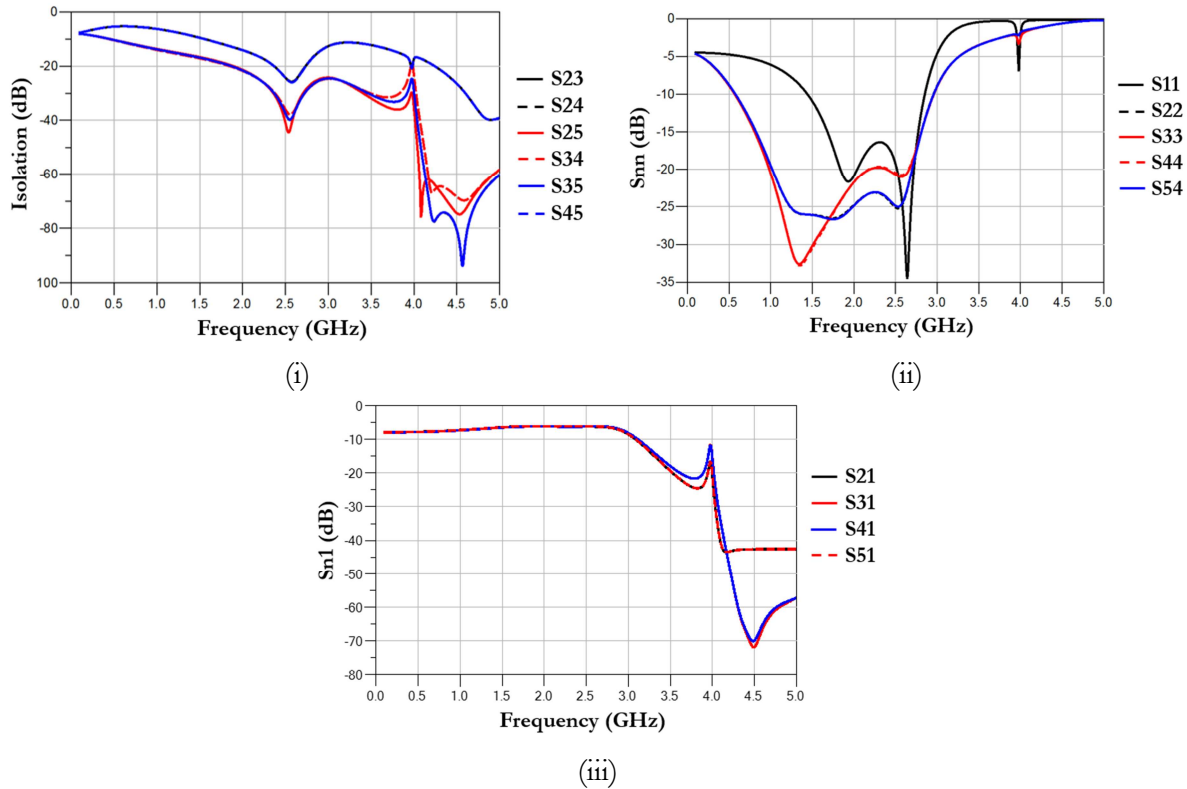 0
-20
-40
-60
-80
100
Isolation (dB)
0.0 0.5 1.0 1.5 2.0 2.5 3.0 3.5 4.0 4.5 5.0
Frequency (GHz)
S23
S24
S25
S34
S35
S45
(i)
0
-5
-10
-15
-20
-25
-30
-35
Snn (dB)
0.0 0.5 1.0 1.5 2.0 2.5 3.0 3.5 4.0 4.5 5.0
Frequency (GHz)
S11
S22
S33
S44
S54
(ii)
0
-10
-20
-30
-40
-50
-60
-70
-80
Sn1 (dB)
0.0 0.5 1.0 1.5 2.0 2.5 3.0 3.5 4.0 4.5 5.0
Frequency (GHz)
S21
S31
S41
S51
(iii)